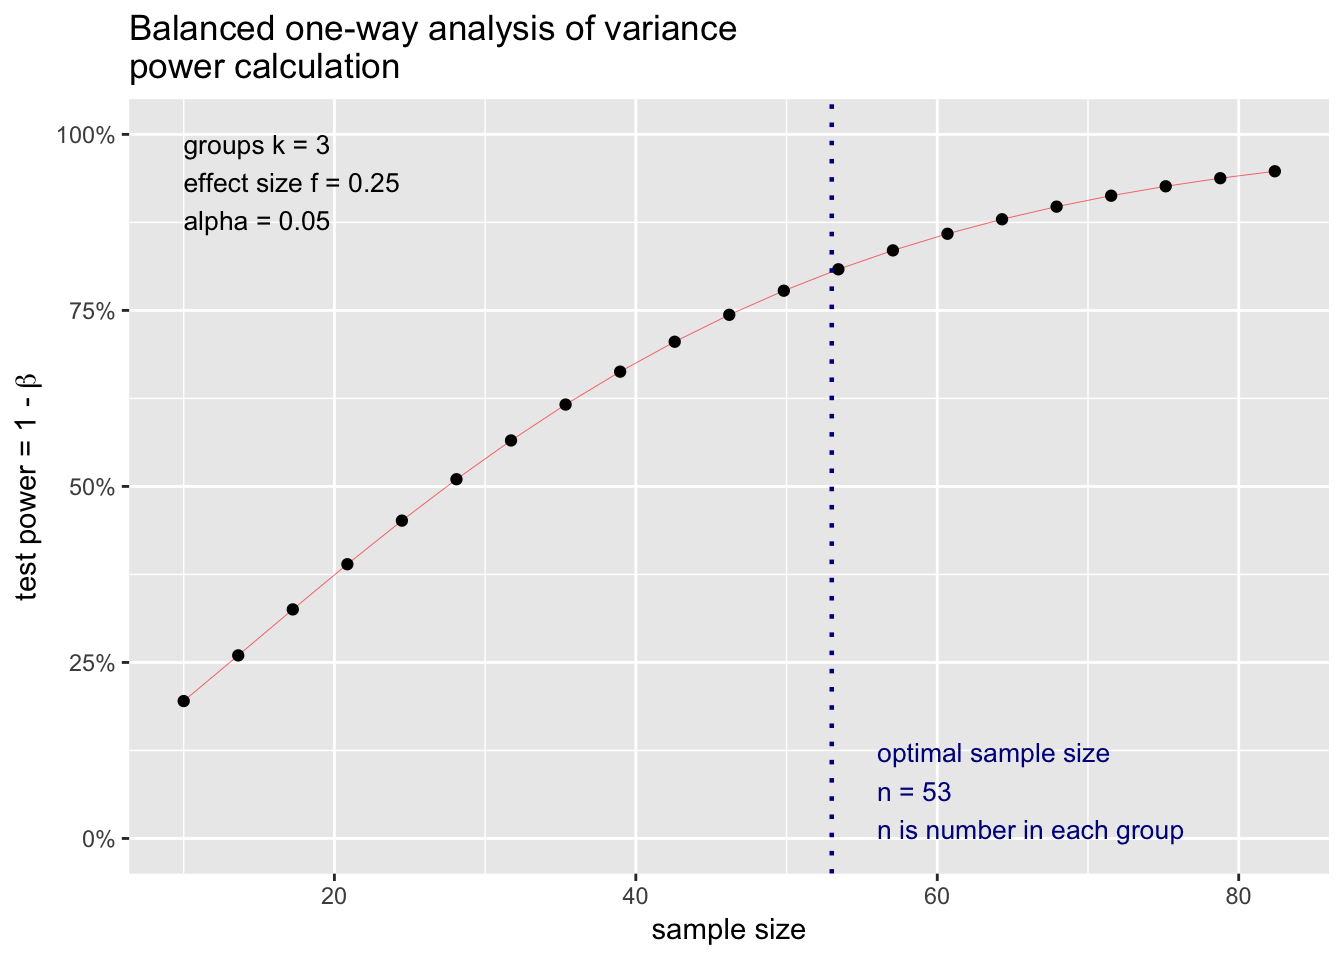 Balanced one-way analysis of variance
power calculation
groups k = 3
effect size f = 0.25
alpha = 0.05
100%
75%
50%
25%
0%
test power = 1 - β
optimal sample size
n = 53
n is number in each group
20
40
60
80
sample size